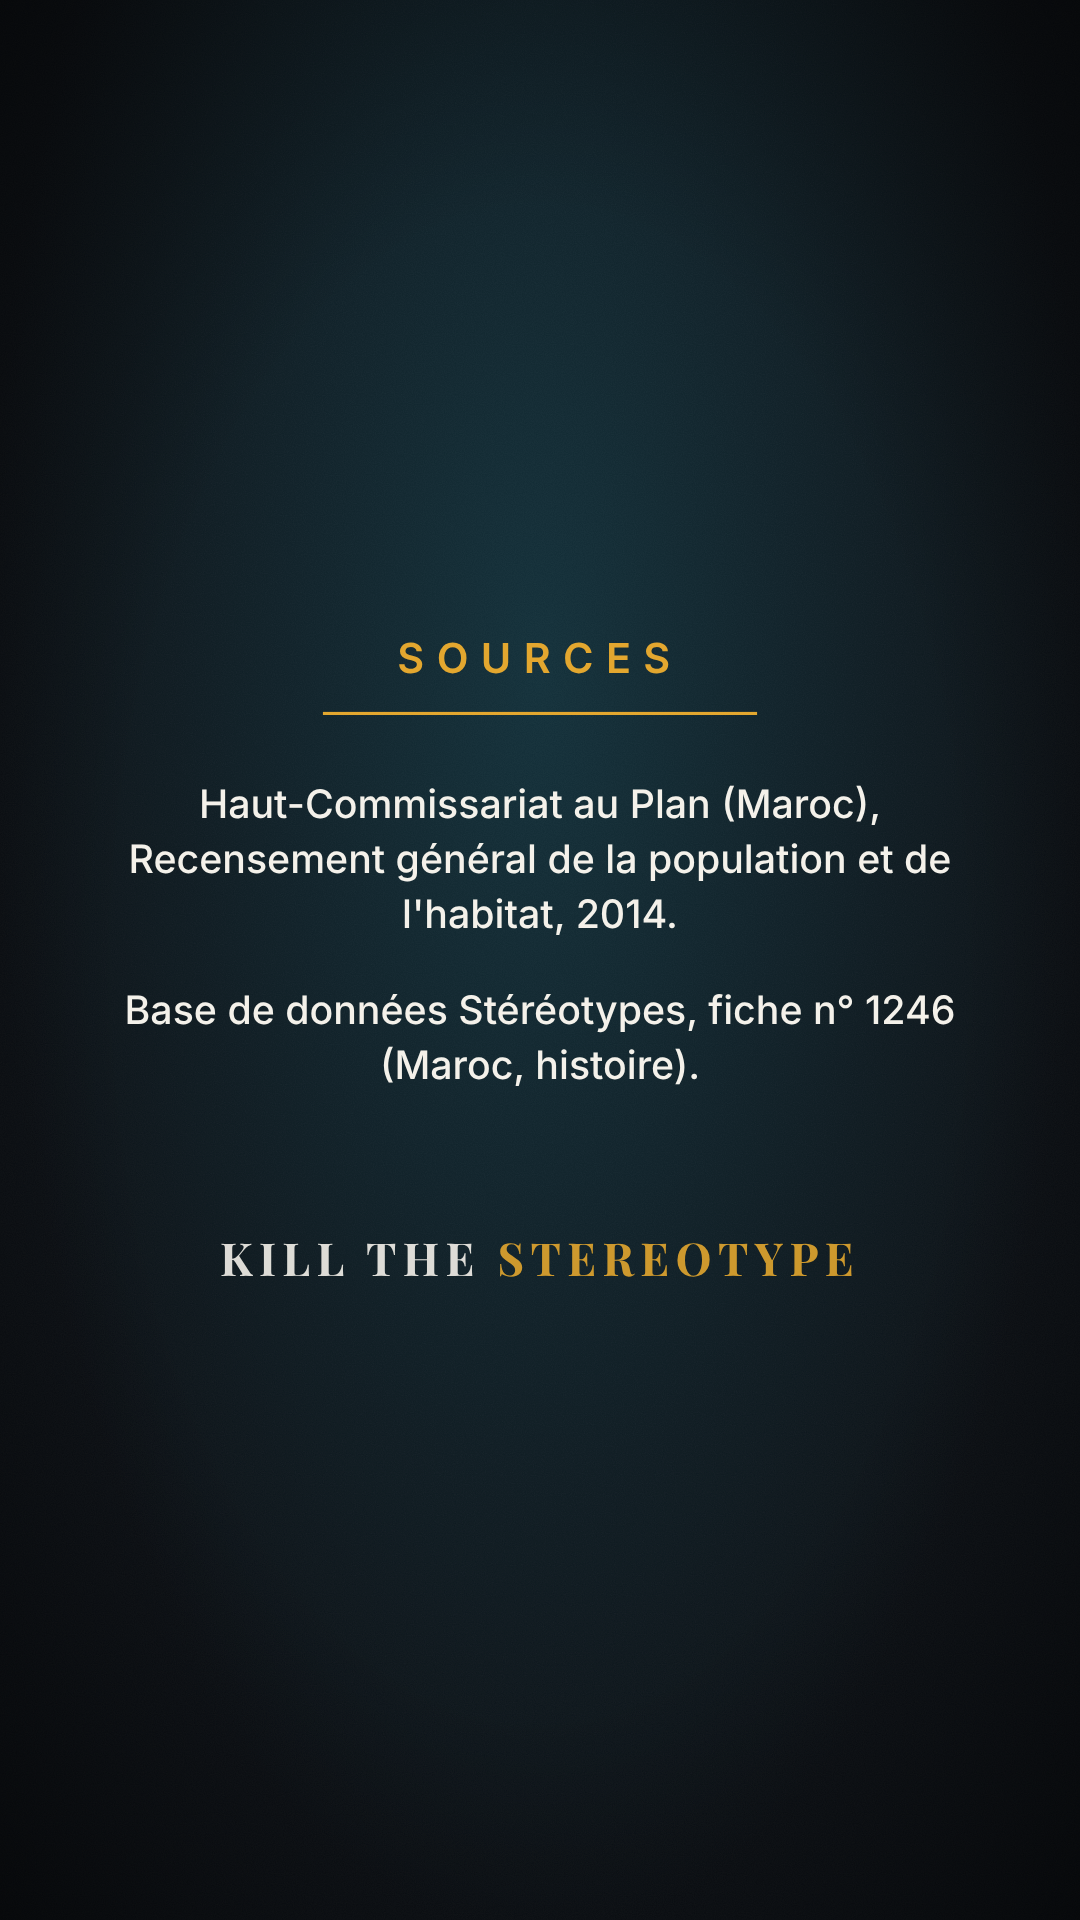 SOURCES
Haut-Commissariat au Plan (Maroc),
Recensement général de la population et de
l'habitat, 2014.
Base de données Stéréotypes, fiche n° 1246
(Maroc, histoire).
KILL THE STEREOTYPE